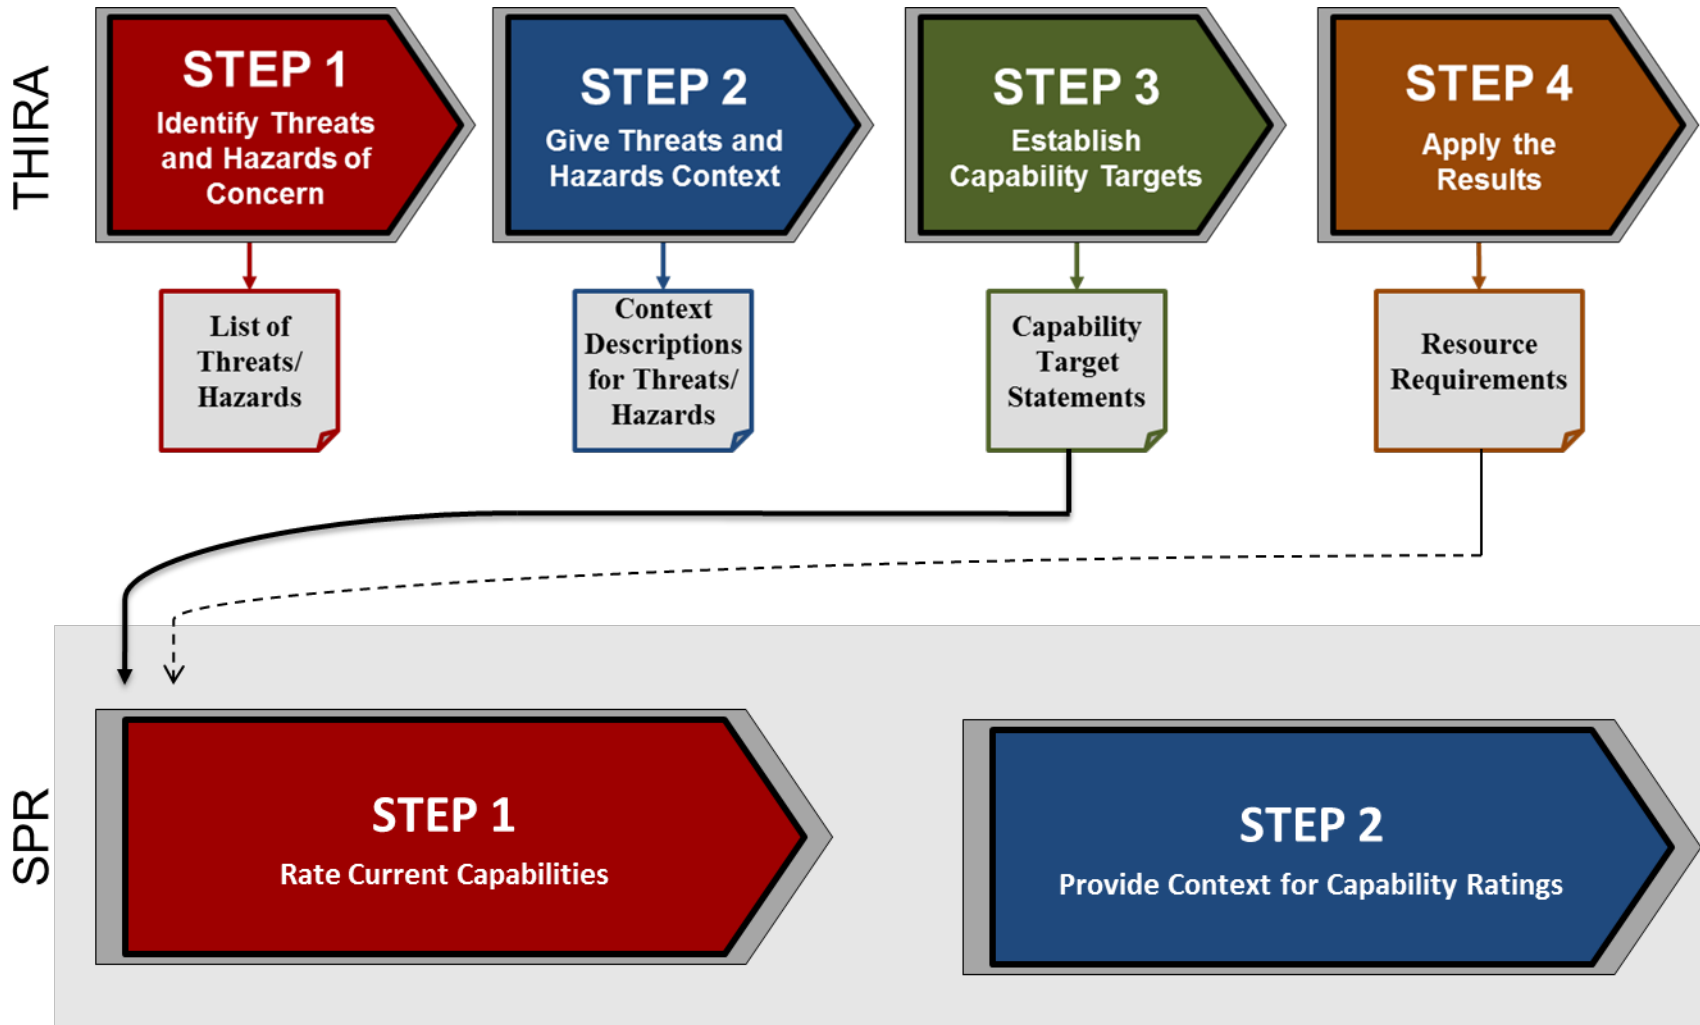 THIRA
STEP 1
Identify Threats
and Hazards of
Concern
STEP 2
Give Threats and
Hazards Context
STEP 3
Establish
Capability Targets
STEP 4
Apply the
Results
List of
Threats/
Hazards
Context
Descriptions
for Threats/
Hazards
Capability
Target
Statements
Resource
Requirements
SPR
STEP 1
Rate Current Capabilities
STEP 2
Provide Context for Capability Ratings